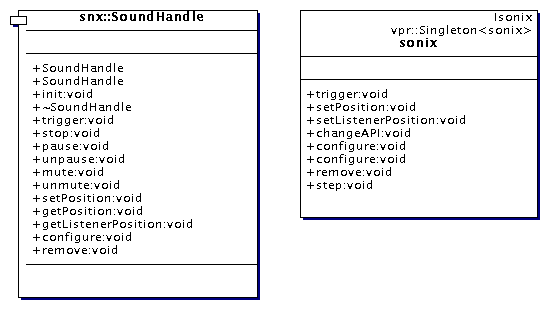 snx::SoundHandle
+SoundHandle
+SoundHandle
+init:void
+~SoundHandle
+trigger:void
+stop:void
+pause:void
+unpause:void
+mute:void
+unmute:void
+setPosition:void
+getPosition:void
+getListenerPosition:void
+configure:void
+remove:void
Isonix
vpr::Singleton<sonix>
sonix
+trigger:void
+setPosition:void
+setListenerPosition:void
+changeAPI:void
+configure:void
+configure:void
+remove:void
+step:void